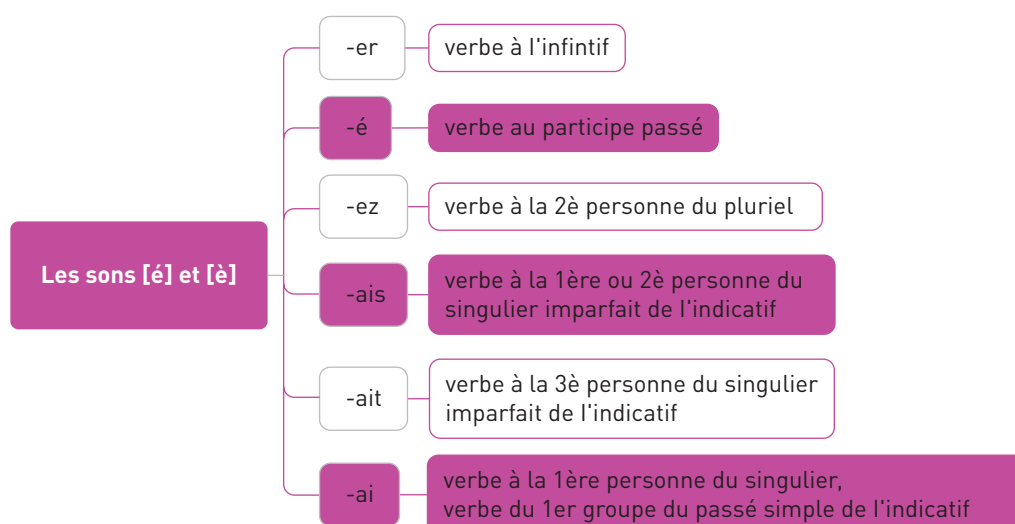 Les sons [é] et [è]
-er
verbe à l'infintif
-é
verbe au participe passé
-ez
verbe à la 2è personne du pluriel
-ais
verbe à la 1ère ou 2è personne du
singulier imparfait de l'indicatif
-ait
verbe à la 3è personne du singulier
imparfait de l'indicatif
-ai
verbe à la 1ère personne du singulier,
verbe du 1er groupe du passé simple de l'indicatif